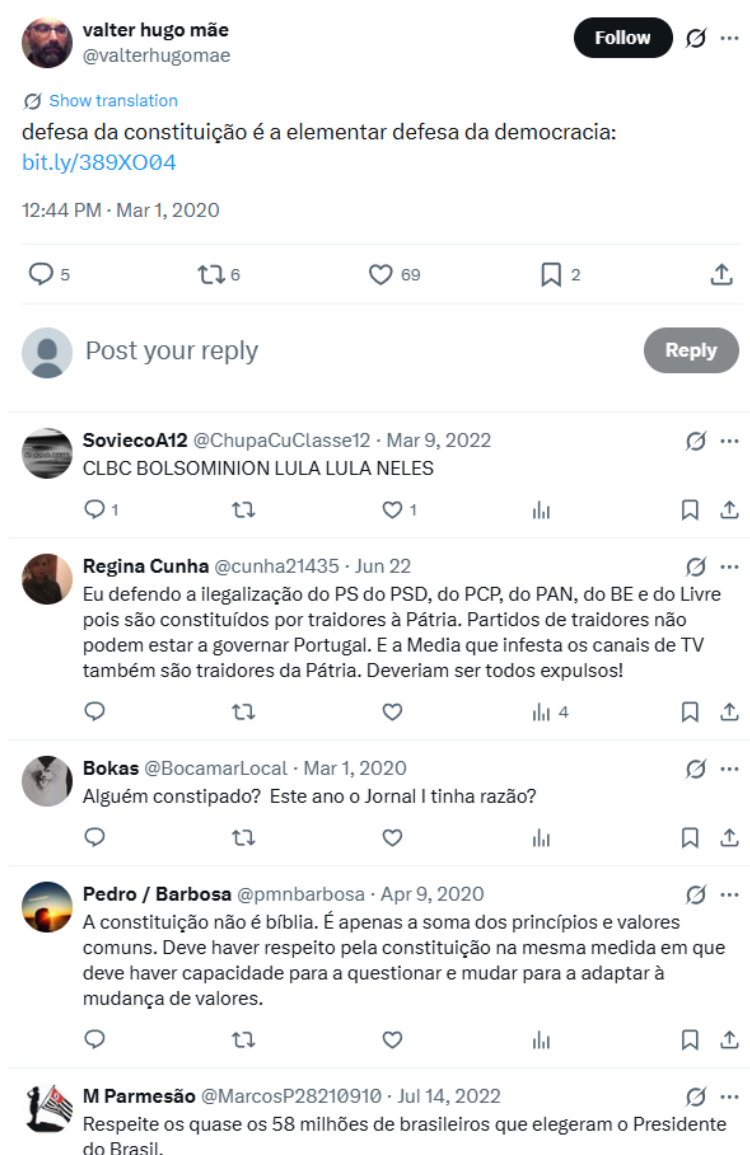 valter hugo mãe
@valterhugomae
Follow
Show translation
defesa da constituição é a elementar defesa da democracia:
bit.ly/389XO04
12:44 PM · Mar 1, 2020
5
6
69
2
Post your reply
Reply
SoviecoA12 @ChupaCuClasse12 · Mar 9, 2022
CLBC BOLSOMINION LULA LULA NELES
1
1
Regina Cunha @cunha21435 · Jun 22
Eu defendo a ilegalização do PS do PSD, do PCP, do PAN, do BE e do Livre
pois são constituídos por traidores à Pátria. Partidos de traidores não
podem estar a governar Portugal. E a Media que infesta os canais de TV
também são traidores da Pátria. Deveriam ser todos expulsos!
4
Bokas @BocamarLocal · Mar 1, 2020
Alguém constipado? Este ano o Jornal I tinha razão?
Pedro / Barbosa @pmnbarbosa · Apr 9, 2020
A constituição não é bíblia. É apenas a soma dos princípios e valores
comuns. Deve haver respeito pela constituição na mesma medida em que
deve haver capacidade para a questionar e mudar para a adaptar à
mudança de valores.
M Parmesão @MarcosP28210910 · Jul 14, 2022
Respeite os quase os 58 milhões de brasileiros que elegeram o Presidente
do Brasil.